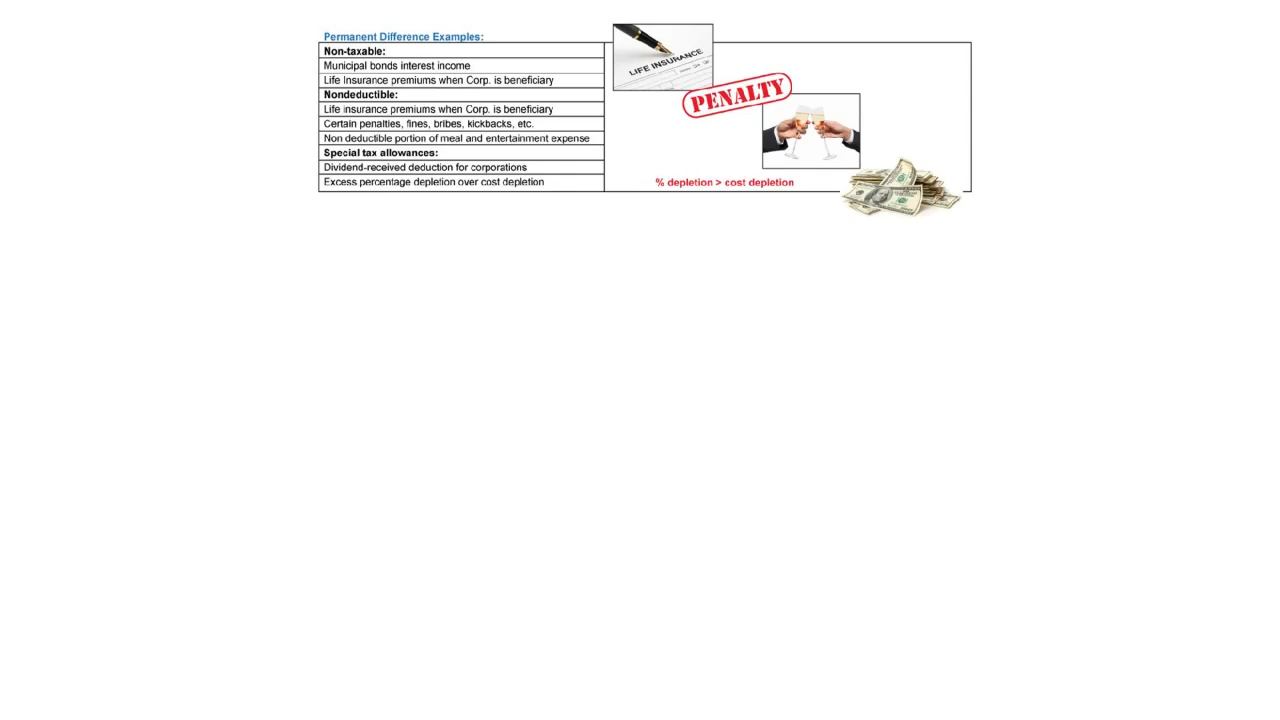 Permanent Difference Examples:
Non-taxable:
Municipal bonds interest income
Life Insurance premiums when Corp. is beneficiary
Nondeductible:
Life insurance premiums when Corp. is beneficiary
Certain penalties, fines, bribes, kickbacks, etc.
Non deductible portion of meal and entertainment expense
Special tax allowances:
Dividend-received deduction for corporations
Excess percentage depletion over cost depletion
LIFE INSURANCE
PENALTY
% depletion > cost depletion